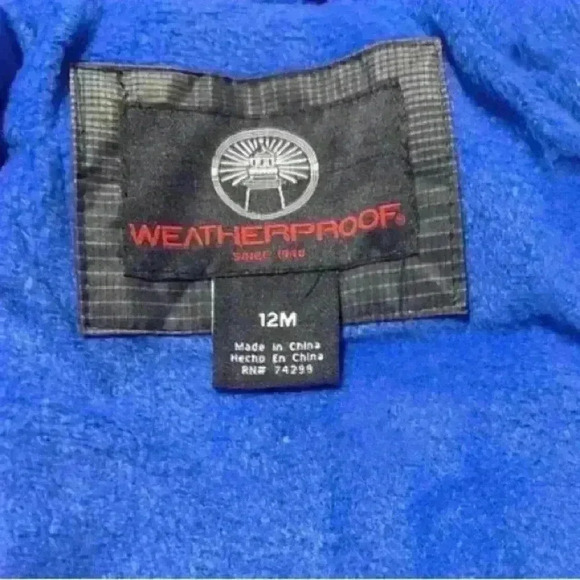 WEATHERPROOF®
SINCE 1948
12M
Made In China
Hecho En China
RN# 74299